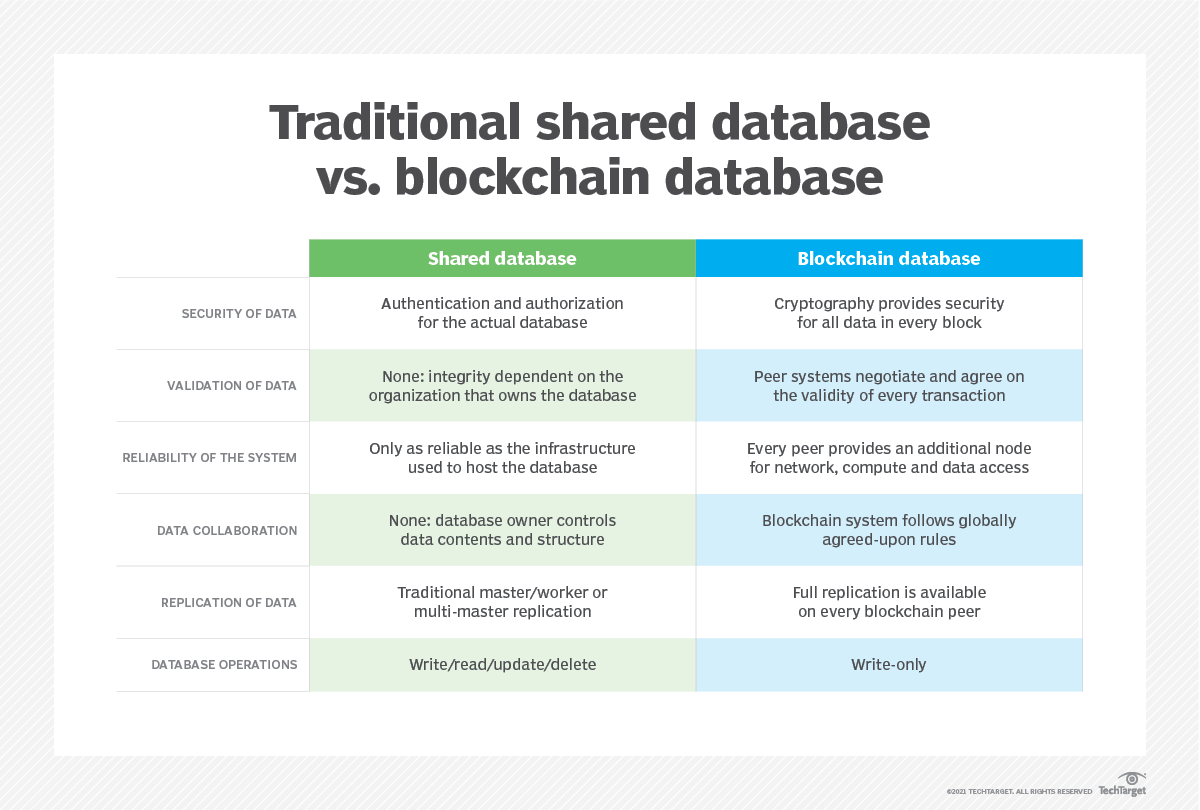 Traditional shared database
vs. blockchain database
Shared database
Blockchain database
SECURITY OF DATA
Authentication and authorization
for the actual database
Cryptography provides security
for all data in every block
VALIDATION OF DATA
None: integrity dependent on the
organization that owns the database
Peer systems negotiate and agree on
the validity of every transaction
RELIABILITY OF THE SYSTEM
Only as reliable as the infrastructure
used to host the database
Every peer provides an additional node
for network, compute and data access
DATA COLLABORATION
None: database owner controls
data contents and structure
Blockchain system follows globally
agreed-upon rules
REPLICATION OF DATA
Traditional master/worker or
multi-master replication
Full replication is available
on every blockchain peer
DATABASE OPERATIONS
Write/read/update/delete
Write-only
©2021 TECHTARGET. ALL RIGHTS RESERVED
TechTarget